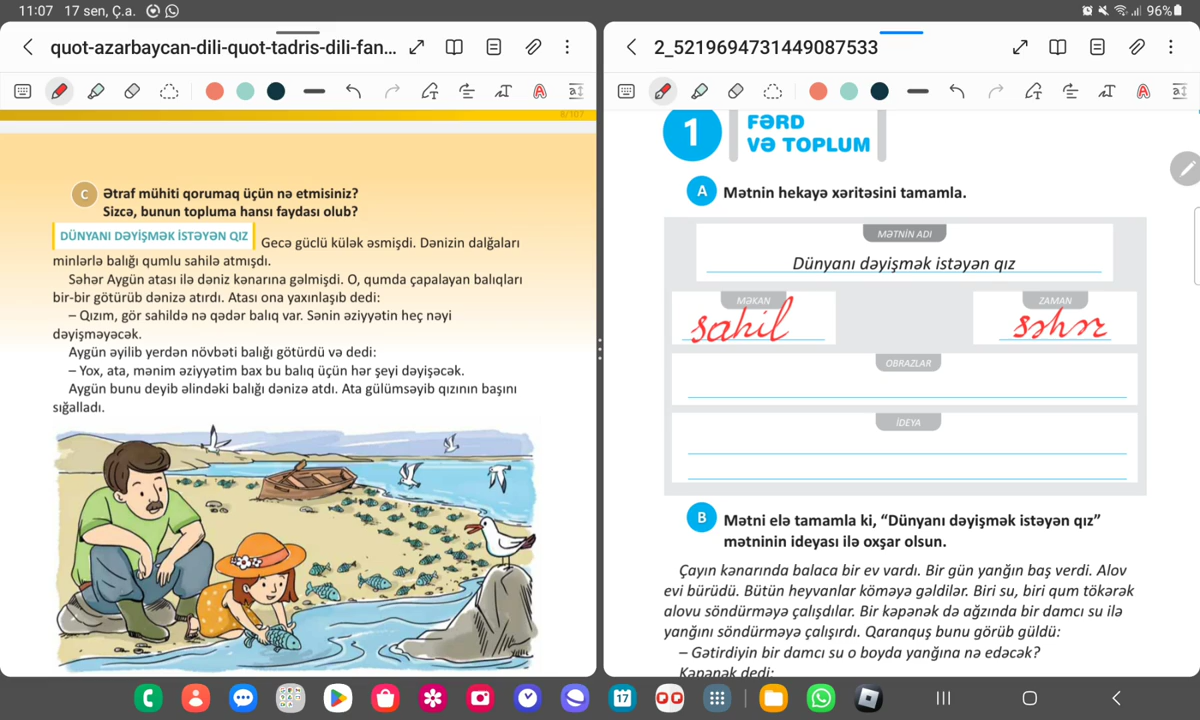 11:07 17 sen, Ç.a.
96%
quot-azarbaycan-dili-quot-tadris-dili-fan...
8/107
C Ətraf mühiti qorumaq üçün nə etmisiniz?
Sizcə, bunun topluma hansı faydası olub?
DÜNYANI DƏYİŞMƏK İSTƏYƏN QIZ Gecə güclü külək əsmişdi. Dənizin dalğaları
minlərlə balığı qumlu sahilə atmışdı.
Səhər Aygün atası ilə dəniz kənarına gəlmişdi. O, qumda çapalayan balıqları
bir-bir götürüb dənizə atırdı. Atası ona yaxınlaşıb dedi:
– Qızım, gör sahildə nə qədər balıq var. Sənin əziyyətin heç nəyi
dəyişməyəcək.
Aygün əyilib yerdən növbəti balığı götürdü və dedi:
– Yox, ata, mənim əziyyətim bax bu balıq üçün hər şeyi dəyişəcək.
Aygün bunu deyib əlindəki balığı dənizə atdı. Ata gülümsəyib qızının başını
sığalladı.
2_5219694731449087533
1 FƏRD
VƏ TOPLUM
A Mətnin hekayə xəritəsini tamamla.
MƏTNİN ADI
Dünyanı dəyişmək istəyən qız
MƏKAN
sahil
ZAMAN
səhər
OBRAZLAR
İDEYA
B Mətni elə tamamla ki, “Dünyanı dəyişmək istəyən qız”
mətninin ideyası ilə oxşar olsun.
Çayın kənarında balaca bir ev vardı. Bir gün yanğın baş verdi. Alov
evi bürüdü. Bütün heyvanlar köməyə gəldilər. Biri su, biri qum tökərək
alovu söndürməyə çalışdılar. Bir kəpənək də ağzında bir damcı su ilə
yanğını söndürməyə çalışırdı. Qaranquş bunu görüb güldü:
– Gətirdiyin bir damcı su o boyda yanğına nə edəcək?
Kəpənək dedi:
17